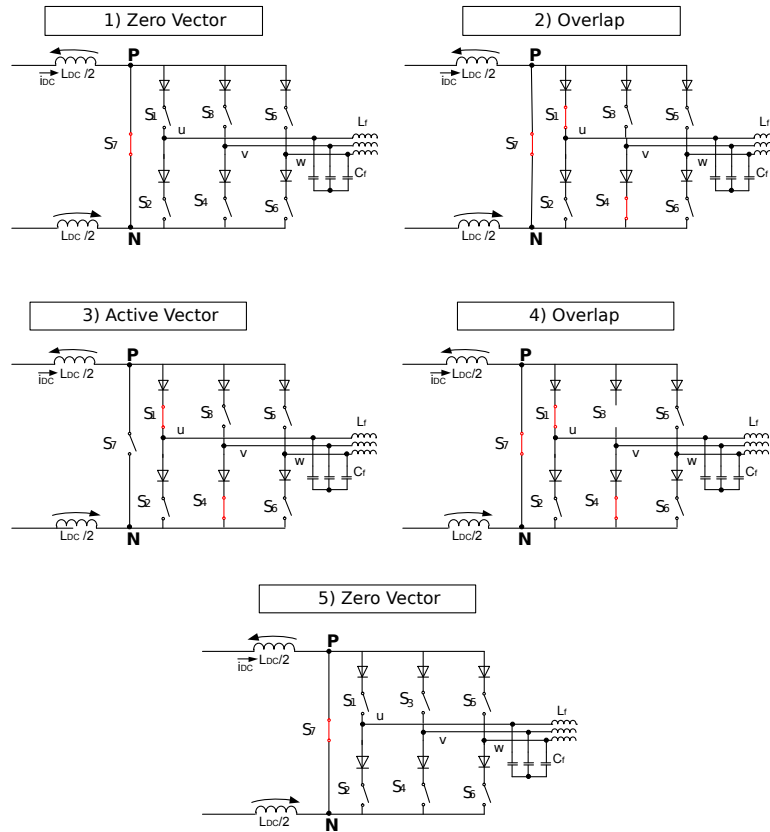 1) Zero Vector
P
iDC
LDC/2
S1
S3
S5
Lf
u
S7
v
w
Cf
S2
S4
S6
LDC/2
N
2) Overlap
P
iDC
LDC/2
S1
S3
S5
Lf
u
S7
v
w
Cf
S2
S4
S6
LDC/2
N
3) Active Vector
P
iDC
LDC/2
S1
S3
S5
Lf
S7
u
v
w
Cf
S2
S4
S6
LDC/2
N
4) Overlap
P
iDC
LDC/2
S1
S3
S5
Lf
S7
u
v
w
Cf
S2
S4
S6
LDC/2
N
5) Zero Vector
P
iDC
LDC/2
S1
S3
S5
Lf
u
S7
v
w
Cf
S2
S4
S6
LDC/2
N